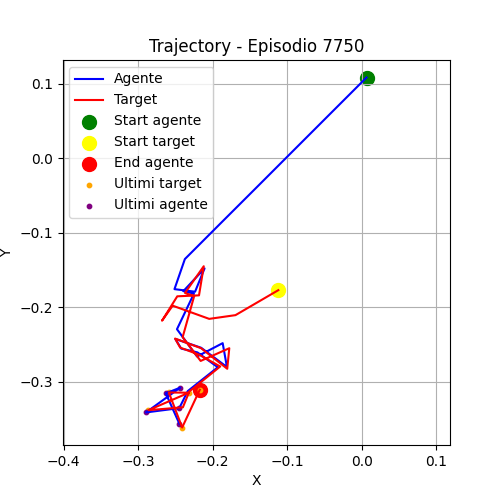 Trajectory - Episodio 7750
Agente
Target
Start agente
Start target
End agente
Ultimi target
Ultimi agente
0.1
0.0
−0.1
−0.2
−0.3
Y
−0.4
−0.3
−0.2
−0.1
0.0
0.1
X